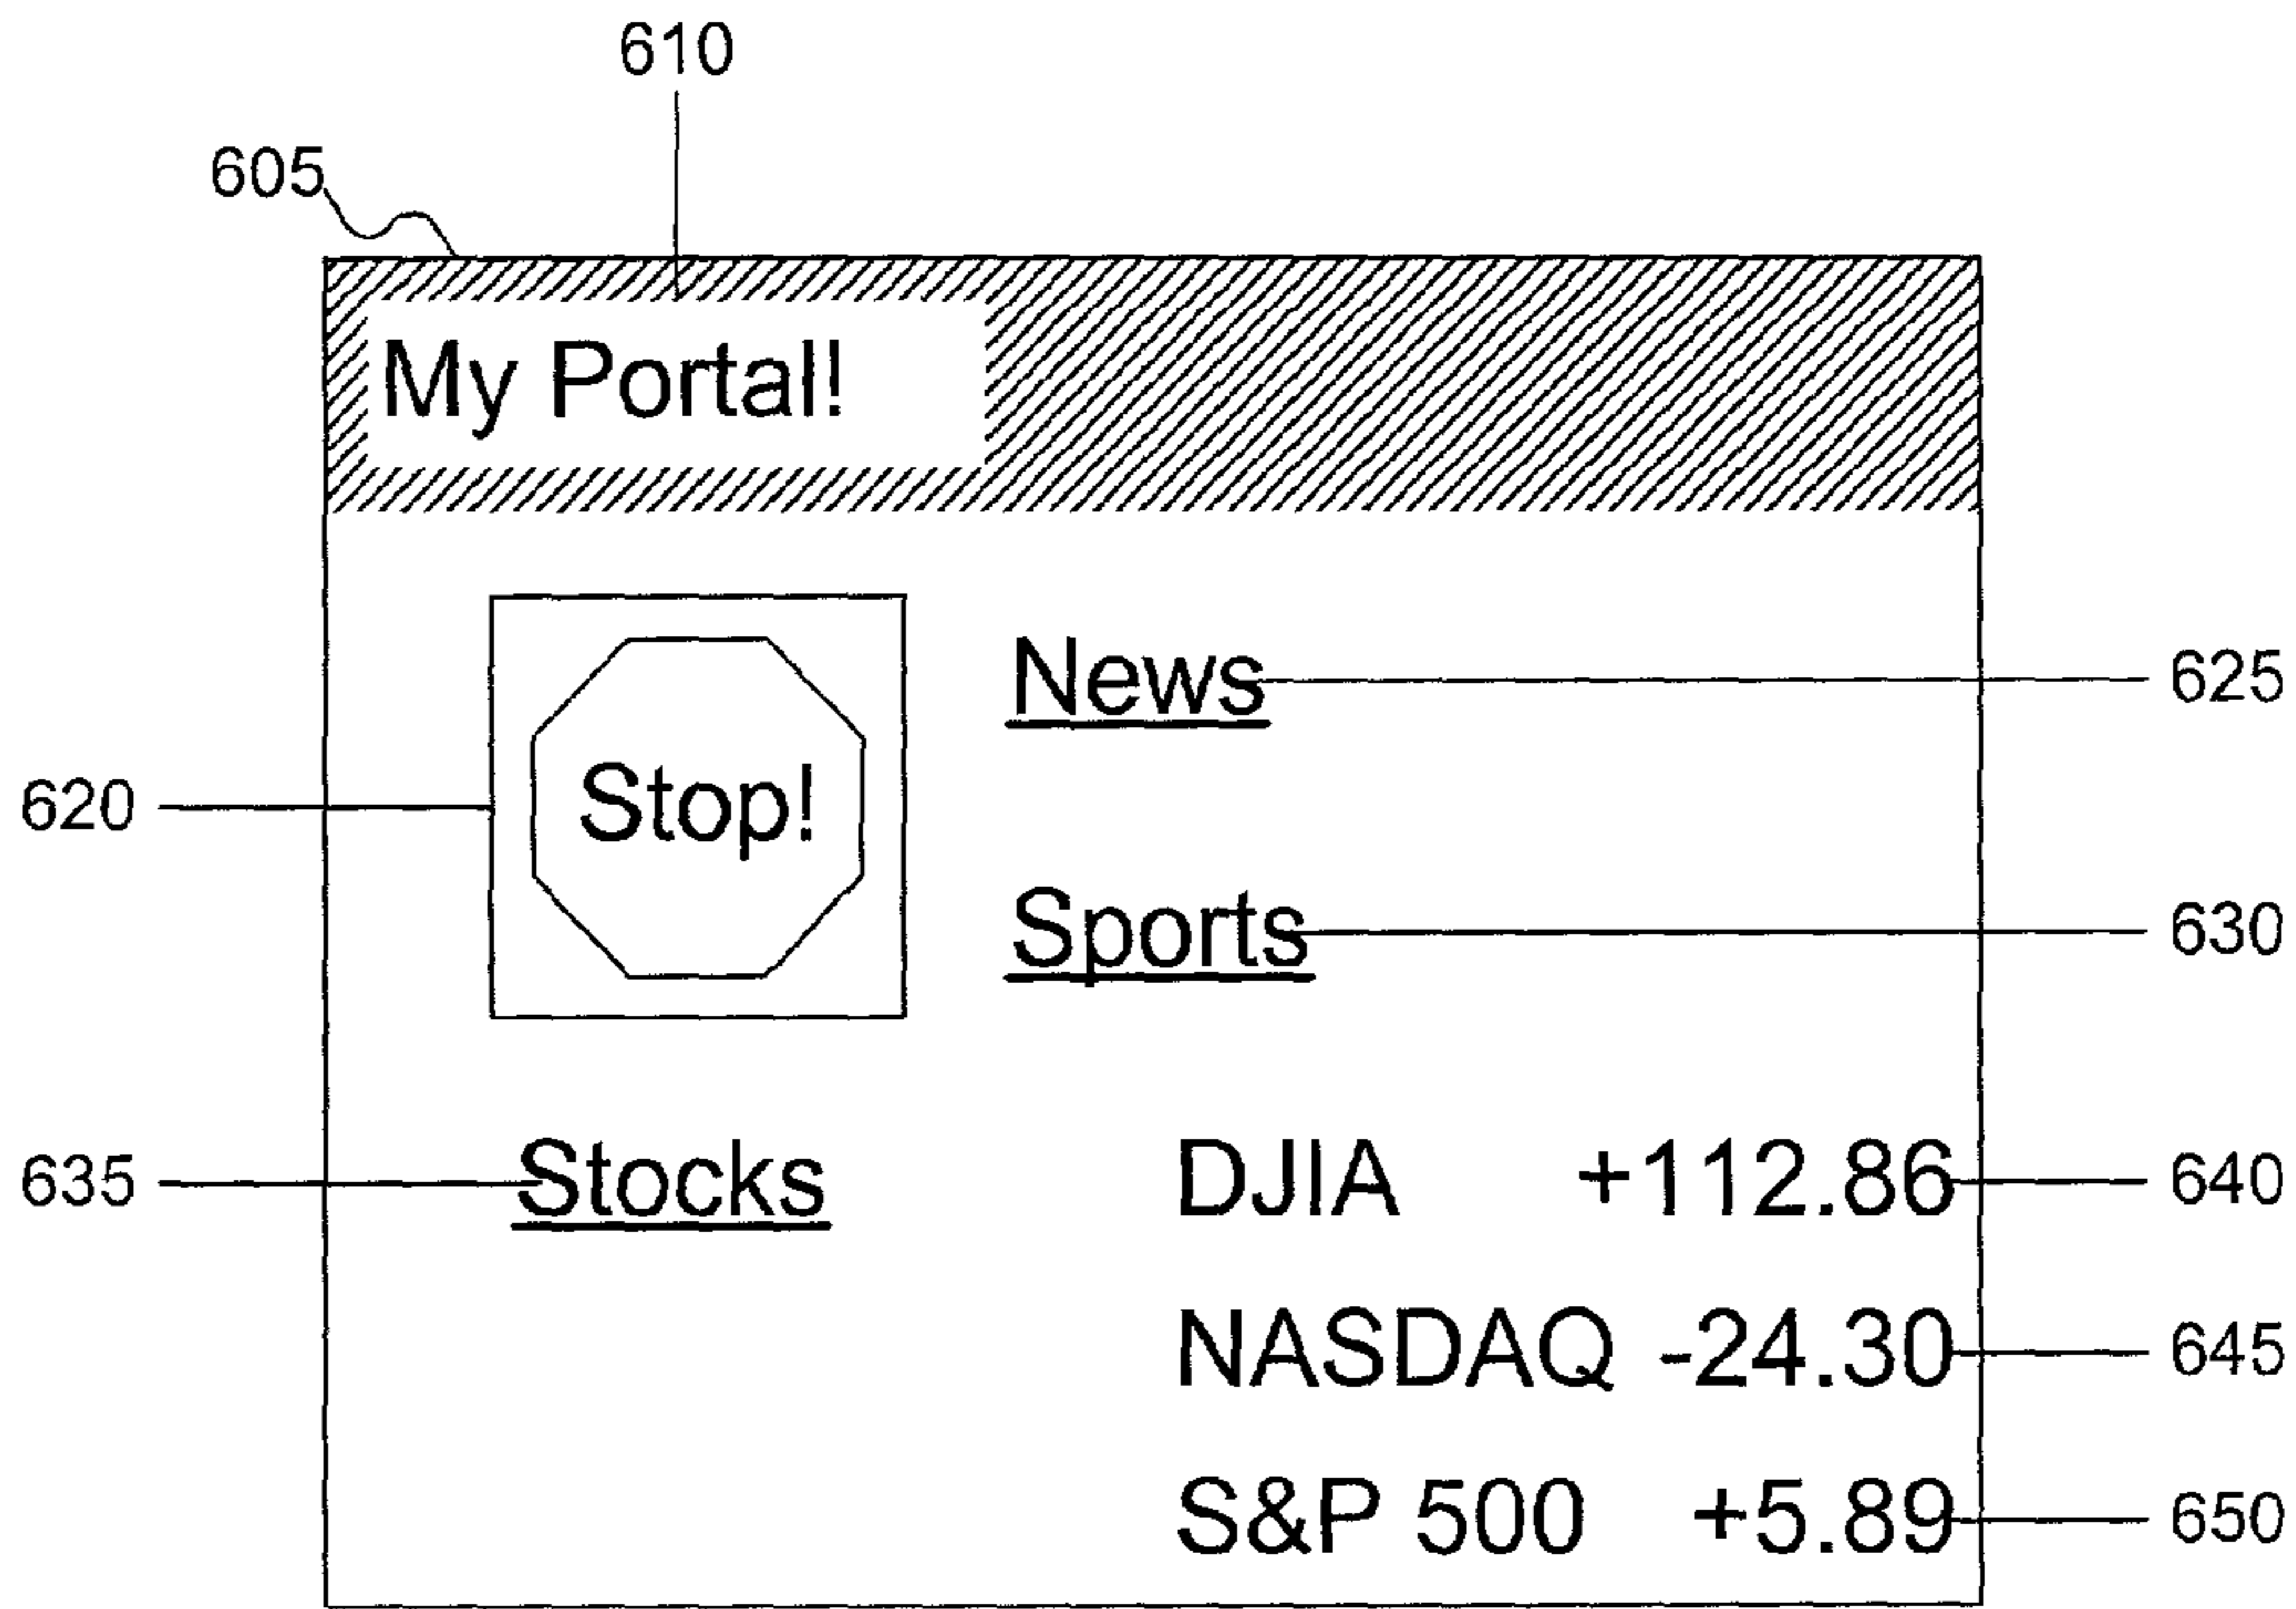 610
605
My Portal!
News 625
620 Stop!
Sports 630
635 Stocks DJIA +112.86 640
NASDAQ -24.30 645
S&P 500 +5.89 650